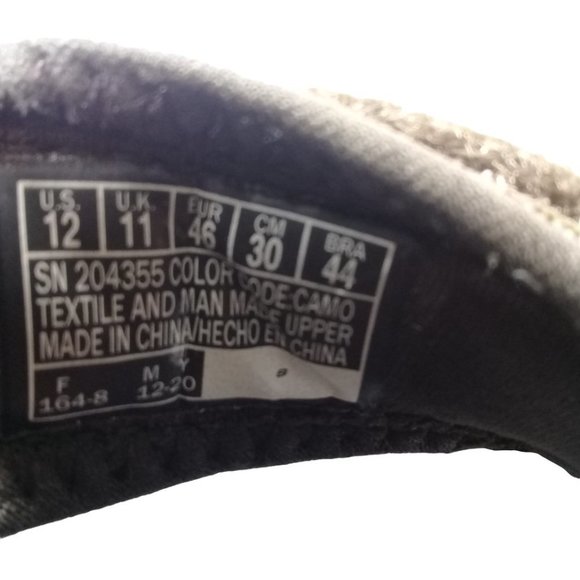 U.S. U.K. EUR CM BRA
12 11 46 30 44
SN 204355 COLOR CODE:CAMO
TEXTILE AND MAN MADE UPPER
MADE IN CHINA/HECHO EN CHINA
F M Y
164-8 12-20